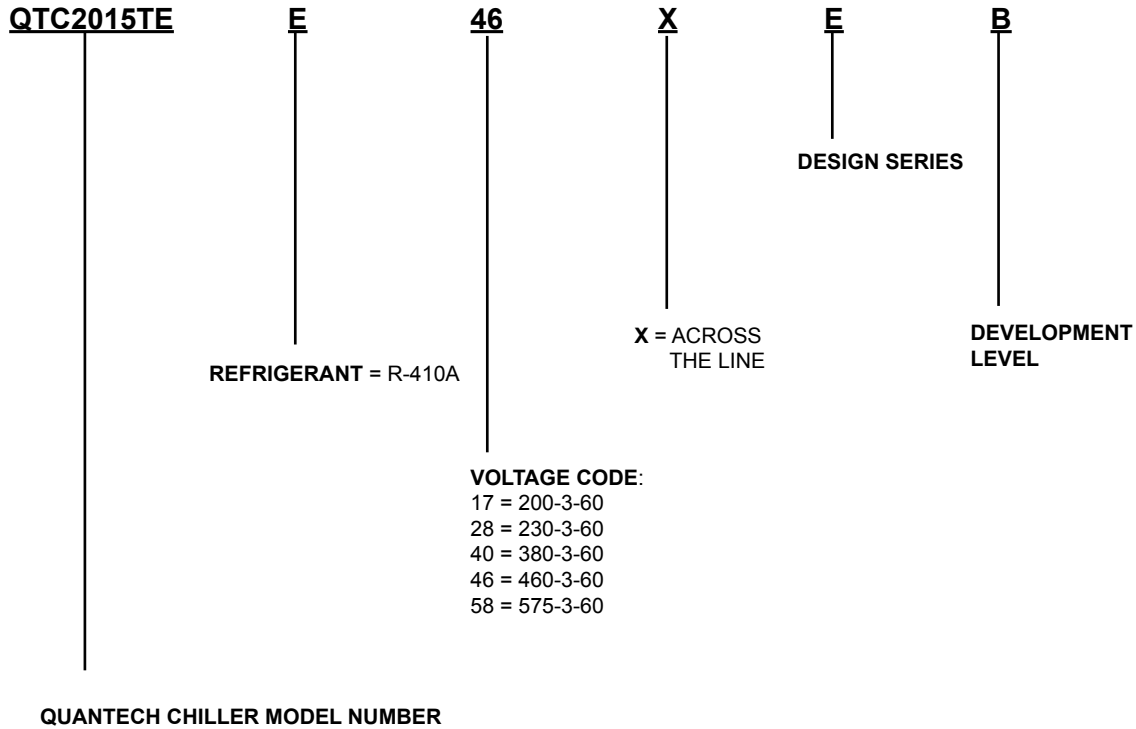 QTC2015TE E 46 X E B
DESIGN SERIES
X = ACROSS
THE LINE
DEVELOPMENT
LEVEL
REFRIGERANT = R-410A
VOLTAGE CODE:
17 = 200-3-60
28 = 230-3-60
40 = 380-3-60
46 = 460-3-60
58 = 575-3-60
QUANTECH CHILLER MODEL NUMBER